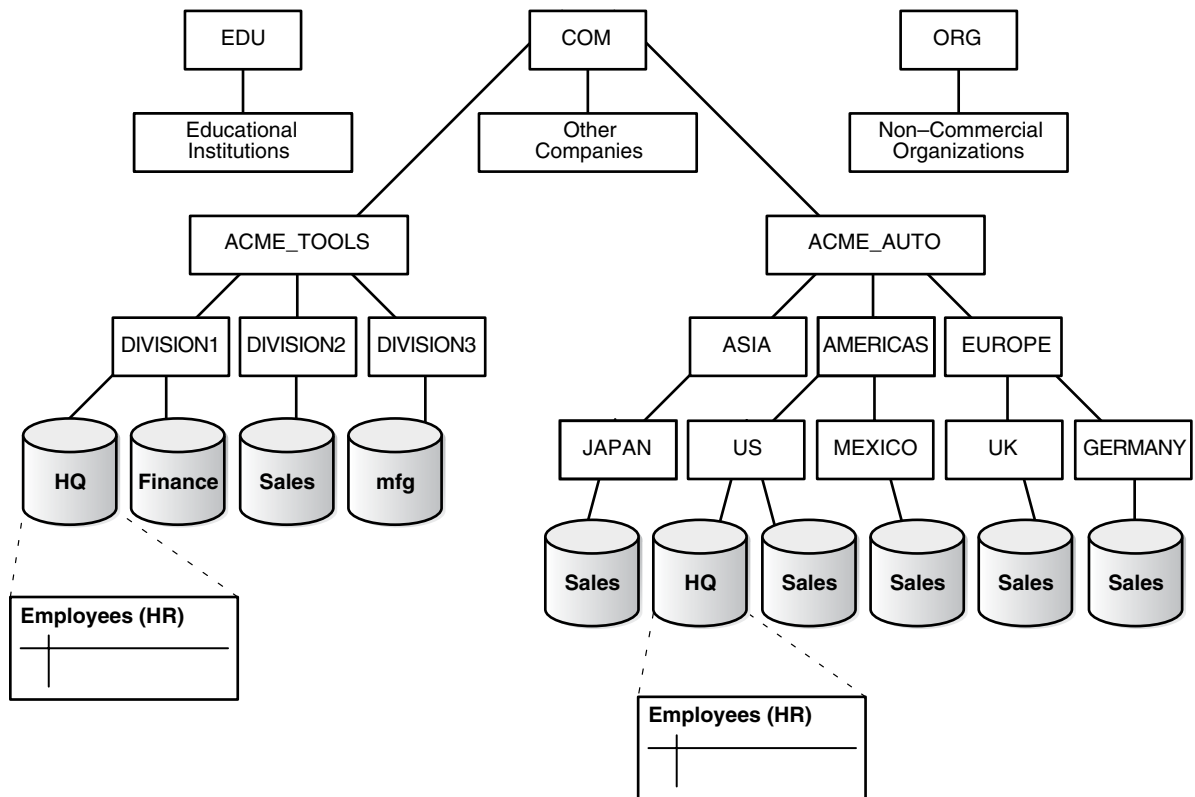 EDU
COM
ORG
Educational
Institutions
Other
Companies
Non–Commercial
Organizations
ACME_TOOLS
ACME_AUTO
DIVISION1
DIVISION2
DIVISION3
ASIA
AMERICAS
EUROPE
HQ
Finance
Sales
mfg
JAPAN
US
MEXICO
UK
GERMANY
Sales
HQ
Sales
Sales
Sales
Sales
Employees (HR)
Employees (HR)